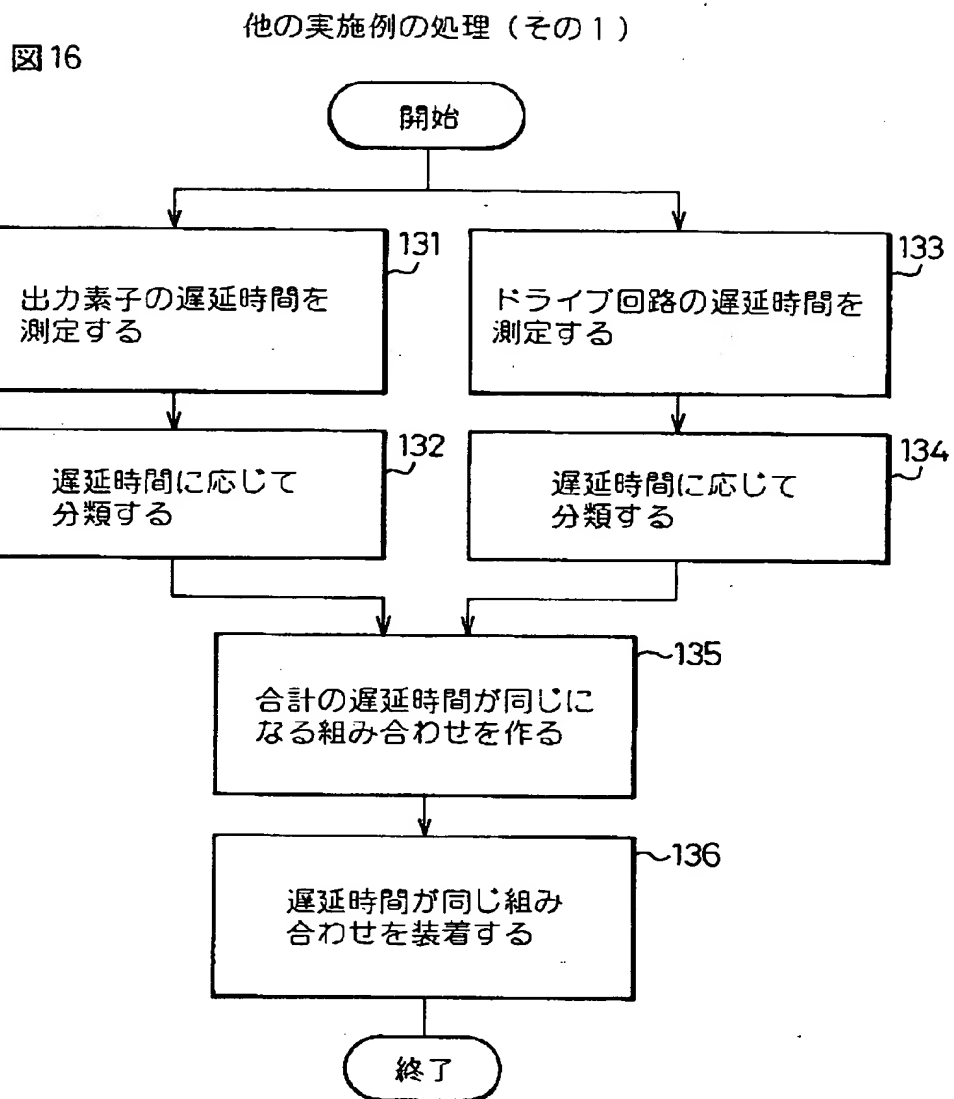 他の実施例の処理（その1）
図16
開始
131
出力素子の遅延時間を
測定する
133
ドライブ回路の遅延時間を
測定する
132
遅延時間に応じて
分類する
134
遅延時間に応じて
分類する
135
合計の遅延時間が同じに
なる組み合わせを作る
136
遅延時間が同じ組み
合わせを装着する
終了